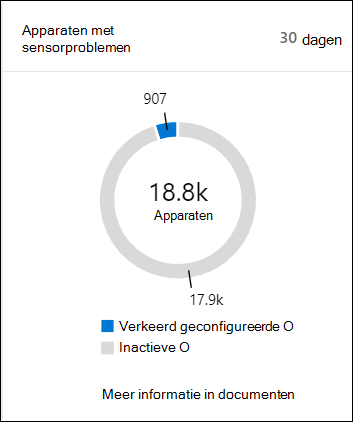 Apparaten met
sensorproblemen
30 dagen
907
18.8k
Apparaten
17.9k
Verkeerd geconfigureerde O
Inactieve O
Meer informatie in documenten